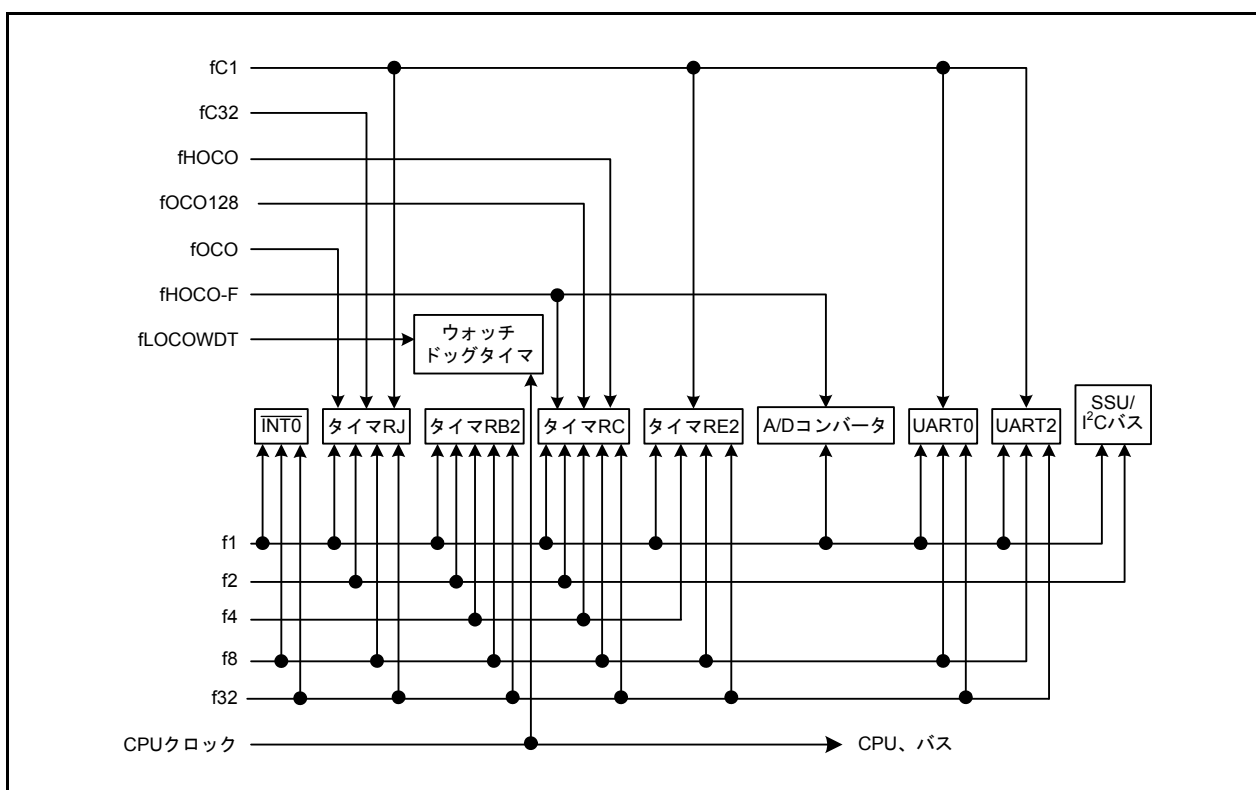 fC1
fC32
fHOCO
fOCO128
fOCO
fHOCO-F
fLOCOWDT
ウォッチ
ドッグタイマ
INT0
タイマRJ
タイマRB2
タイマRC
タイマRE2
A/Dコンバータ
UART0
UART2
SSU/
I²Cバス
f1
f2
f4
f8
f32
CPUクロック
CPU、バス